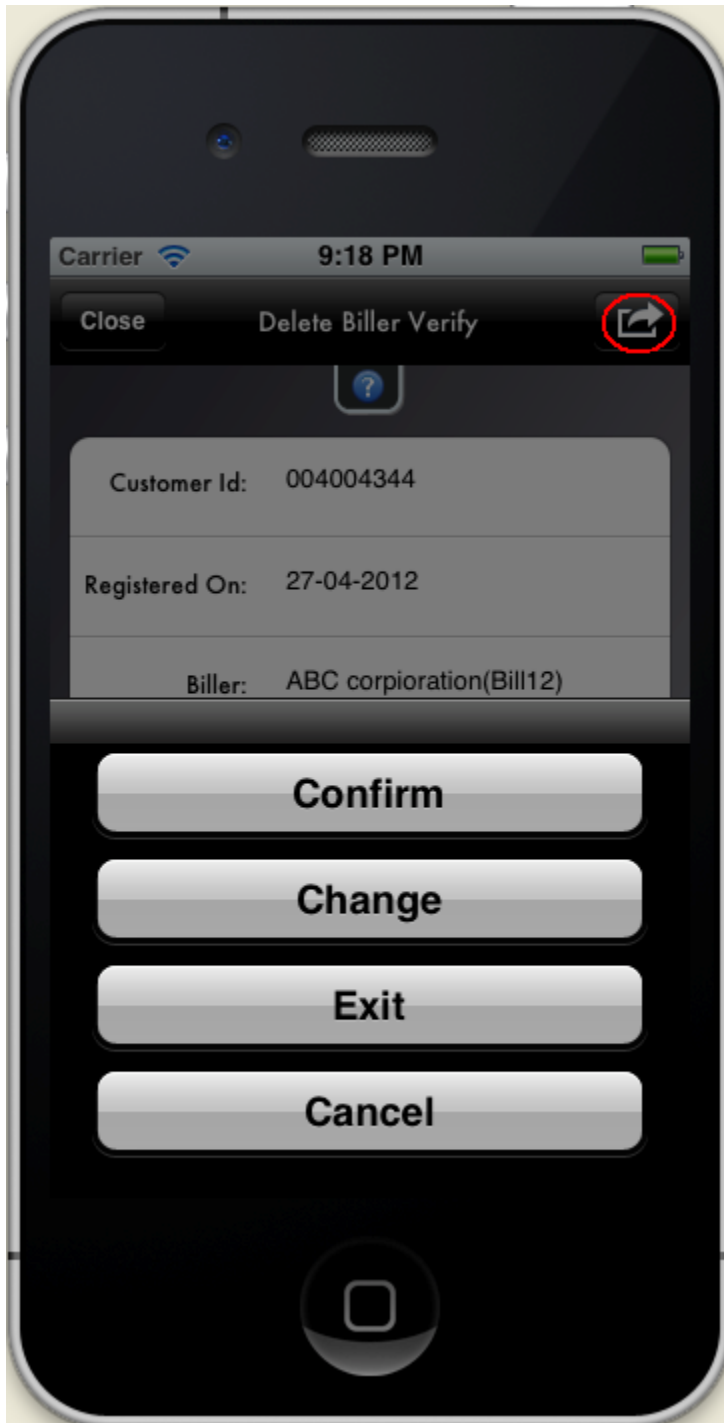 Carrier 9:18 PM
Close Delete Biller Verify
?
Customer Id: 004004344
Registered On: 27-04-2012
Biller: ABC corpioration(Bill12)
Confirm
Change
Exit
Cancel